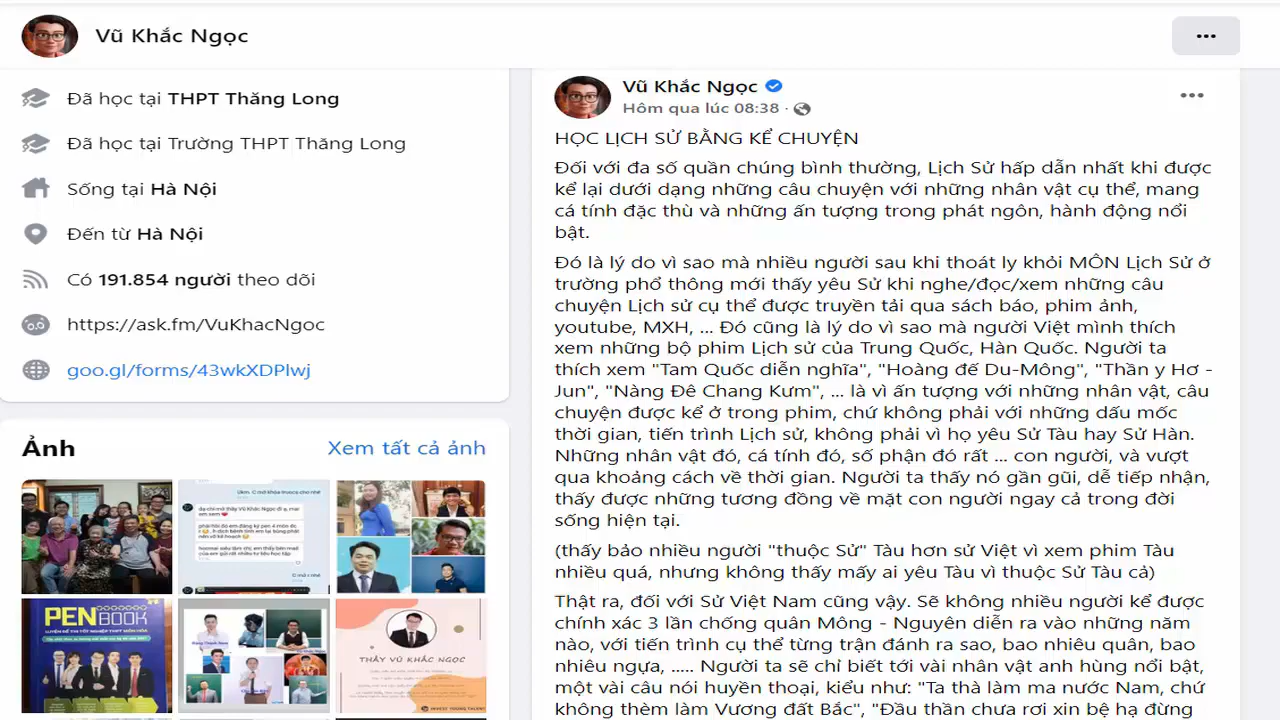 Vũ Khắc Ngọc
Đã học tại THPT Thăng Long
Đã học tại Trường THPT Thăng Long
Sống tại Hà Nội
Đến từ Hà Nội
Có 191.854 người theo dõi
https://ask.fm/VuKhacNgoc
goo.gl/forms/43wkXDPlwj
Ảnh
Xem tất cả ảnh
PEN BOOK
THẦY VŨ KHẮC NGỌC
Vũ Khắc Ngọc
Hôm qua lúc 08:38 ·
HỌC LỊCH SỬ BẰNG KỂ CHUYỆN
Đối với đa số quần chúng bình thường, Lịch Sử hấp dẫn nhất khi được
kể lại dưới dạng những câu chuyện với những nhân vật cụ thể, mang
cá tính đặc thù và những ấn tượng trong phát ngôn, hành động nổi
bật.
Đó là lý do vì sao mà nhiều người sau khi thoát ly khỏi MÔN Lịch Sử ở
trường phổ thông mới thấy yêu Sử khi nghe/đọc/xem những câu
chuyện Lịch sử cụ thể được truyền tải qua sách báo, phim ảnh,
youtube, MXH, ... Đó cũng là lý do vì sao mà người Việt mình thích
xem những bộ phim Lịch sử của Trung Quốc, Hàn Quốc. Người ta
thích xem "Tam Quốc diễn nghĩa", "Hoàng đế Du-Mông", "Thần y Hơ -
Jun", "Nàng Đê Chang Kưm", ... là vì ấn tượng với những nhân vật, câu
chuyện được kể ở trong phim, chứ không phải với những dấu mốc
thời gian, tiến trình Lịch sử, không phải vì họ yêu Sử Tàu hay Sử Hàn.
Những nhân vật đó, cá tính đó, số phận đó rất ... con người, và vượt
qua khoảng cách về thời gian. Người ta thấy nó gần gũi, dễ tiếp nhận,
thấy được những tương đồng về mặt con người ngay cả trong đời
sống hiện tại.
(thấy bảo nhiều người "thuộc Sử" Tàu hơn sử Việt vì xem phim Tàu
nhiều quá, nhưng không thấy mấy ai yêu Tàu vì thuộc Sử Tàu cả)
Thật ra, đối với Sử Việt Nam cũng vậy. Sẽ không nhiều người kể được
chính xác 3 lần chống quân Mông - Nguyên diễn ra vào những năm
nào, với tiến trình cụ thể từng trận đánh ra sao, bao nhiêu quân, bao
nhiêu ngựa, ..... Người ta sẽ chỉ biết tới vài nhân vật anh hùng nổi bật,
một vài câu nói huyền thoại, kiểu như: "Ta thà làm ma nước Nam chứ
không thèm làm Vương đất Bắc", "Đầu thần chưa rơi xin bệ hạ đừng